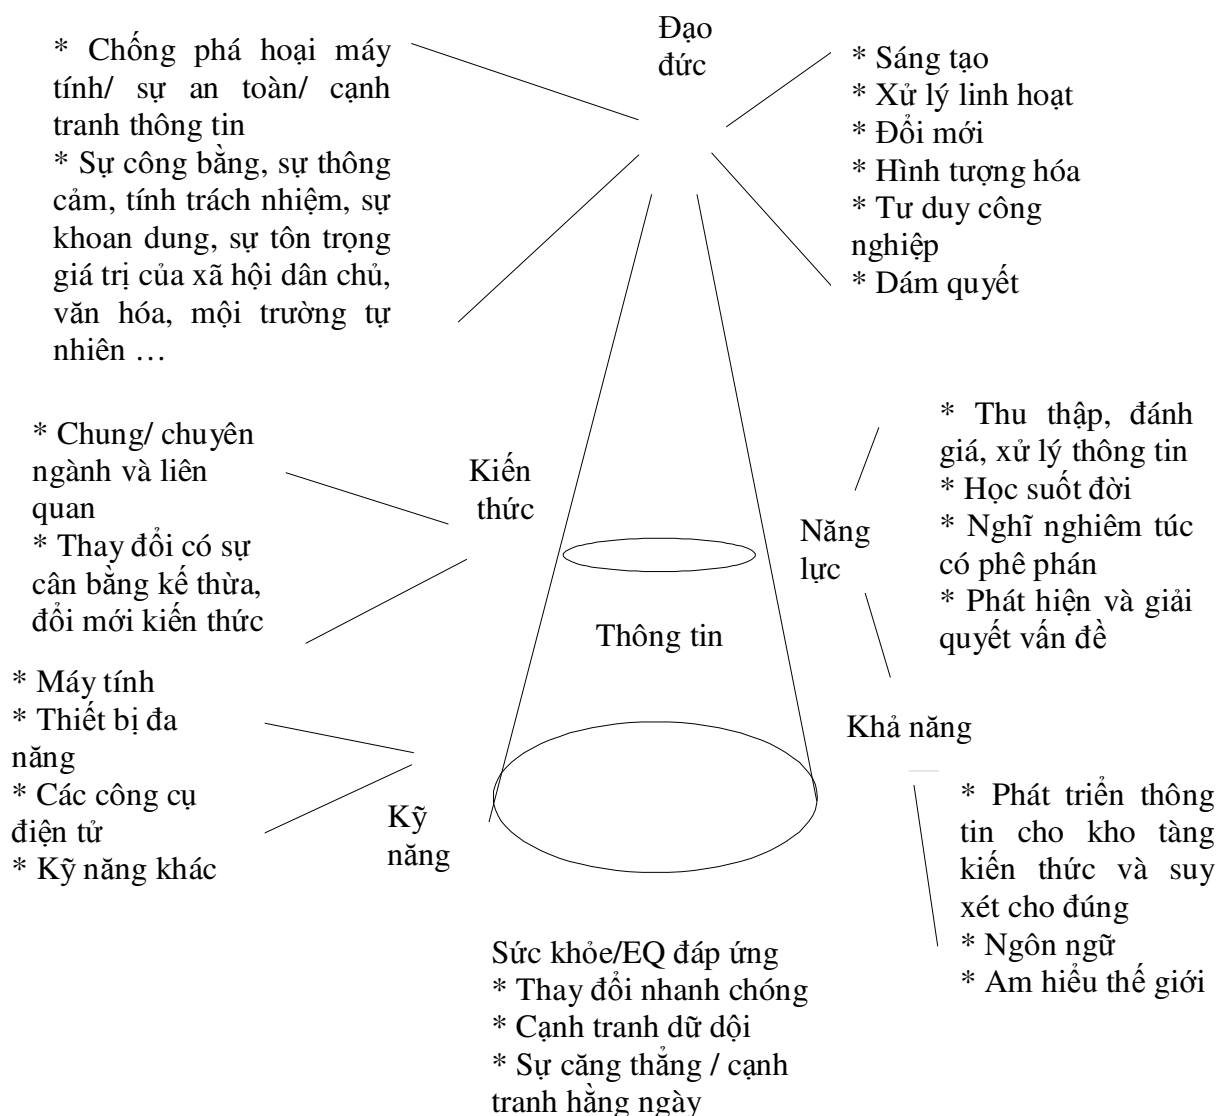 Đạo
đức
* Chống phá hoại máy
tính/ sự an toàn/ cạnh
tranh thông tin
* Sự công bằng, sự thông
cảm, tính trách nhiệm, sự
khoan dung, sự tôn trọng
giá trị của xã hội dân chủ,
văn hóa, mội trường tự
nhiên …
* Sáng tạo
* Xử lý linh hoạt
* Đổi mới
* Hình tượng hóa
* Tư duy công
nghiệp
* Dám quyết
* Chung/ chuyên
ngành và liên
quan
* Thay đổi có sự
cân bằng kế thừa,
đổi mới kiến thức
Kiến
thức
Năng
lực
* Thu thập, đánh
giá, xử lý thông tin
* Học suốt đời
* Nghĩ nghiêm túc
có phê phán
* Phát hiện và giải
quyết vấn đề
Thông tin
* Máy tính
* Thiết bị đa
năng
* Các công cụ
điện tử
* Kỹ năng khác
Kỹ
năng
Khả năng
* Phát triển thông
tin cho kho tàng
kiến thức và suy
xét cho đúng
* Ngôn ngữ
* Am hiểu thế giới
Sức khỏe/EQ đáp ứng
* Thay đổi nhanh chóng
* Cạnh tranh dữ dội
* Sự căng thẳng / cạnh
tranh hằng ngày